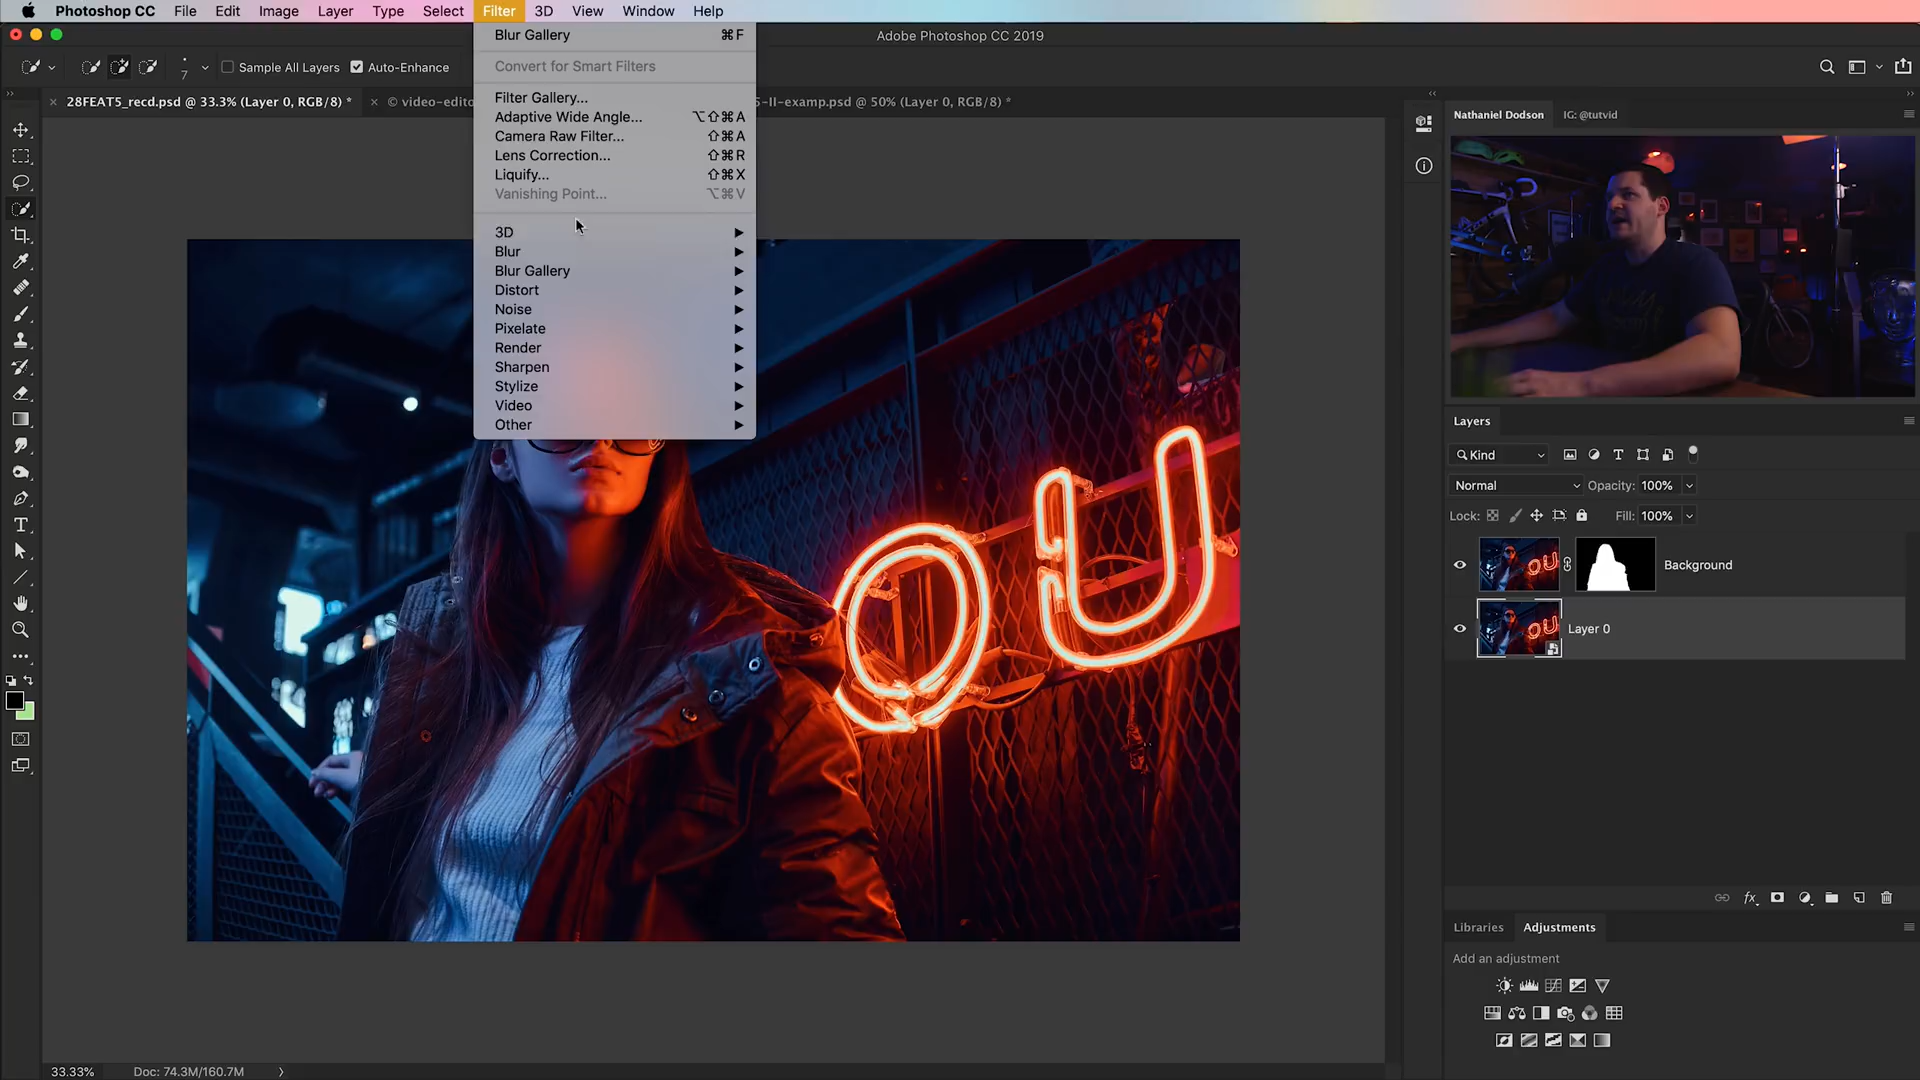 Photoshop CC File Edit Image Layer Type Select Filter 3D View Window Help
Adobe Photoshop CC 2019
Blur Gallery ⌘F
Convert for Smart Filters
Filter Gallery...
Adaptive Wide Angle... ⌥⇧⌘A
Camera Raw Filter... ⇧⌘A
Lens Correction... ⇧⌘R
Liquify... ⇧⌘X
Vanishing Point... ⌥⌘V
3D
Blur
Blur Gallery
Distort
Noise
Pixelate
Render
Sharpen
Stylize
Video
Other
7 Sample All Layers Auto-Enhance
28FEAT5_recd.psd @ 33.3% (Layer 0, RGB/8) *
© video-edito
5-II-examp.psd @ 50% (Layer 0, RGB/8) *
OU
Nathaniel Dodson IG: @tutvid
Layers
Kind
Normal Opacity: 100%
Lock: Fill: 100%
Background
Layer 0
Libraries Adjustments
Add an adjustment
33.33% Doc: 74.3M/160.7M